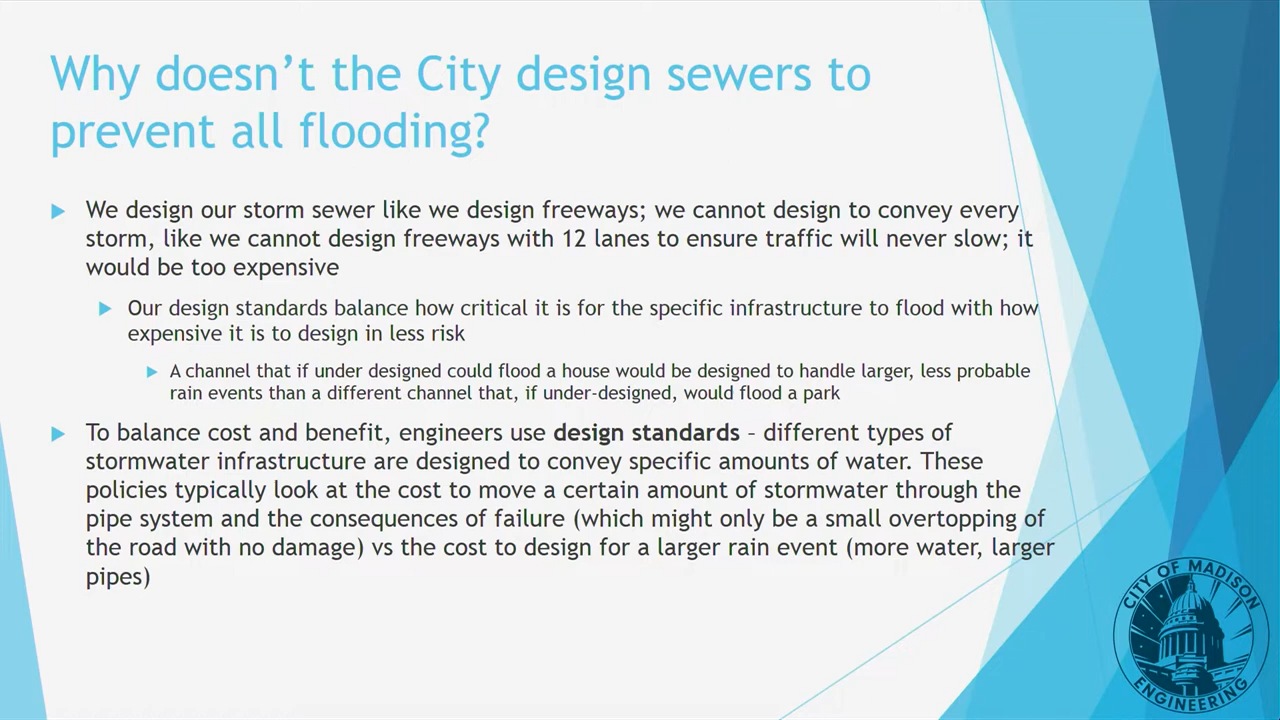 Why doesn’t the City design sewers to
prevent all flooding?
We design our storm sewer like we design freeways; we cannot design to convey every
storm, like we cannot design freeways with 12 lanes to ensure traffic will never slow; it
would be too expensive
Our design standards balance how critical it is for the specific infrastructure to flood with how
expensive it is to design in less risk
A channel that if under designed could flood a house would be designed to handle larger, less probable
rain events than a different channel that, if under-designed, would flood a park
To balance cost and benefit, engineers use design standards – different types of
stormwater infrastructure are designed to convey specific amounts of water. These
policies typically look at the cost to move a certain amount of stormwater through the
pipe system and the consequences of failure (which might only be a small overtopping of
the road with no damage) vs the cost to design for a larger rain event (more water, larger
pipes)
CITY OF MADISON
ENGINEERING